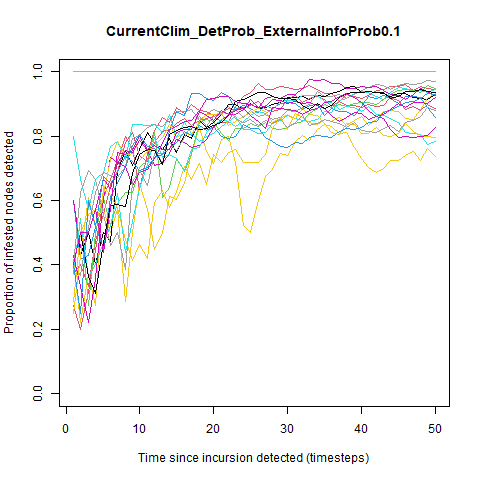 CurrentClim_DetProb_ExternalInfoProb0.1
Proportion of infested nodes detected
1.0
0.8
0.6
0.4
0.2
0.0
0 10 20 30 40 50
Time since incursion detected (timesteps)